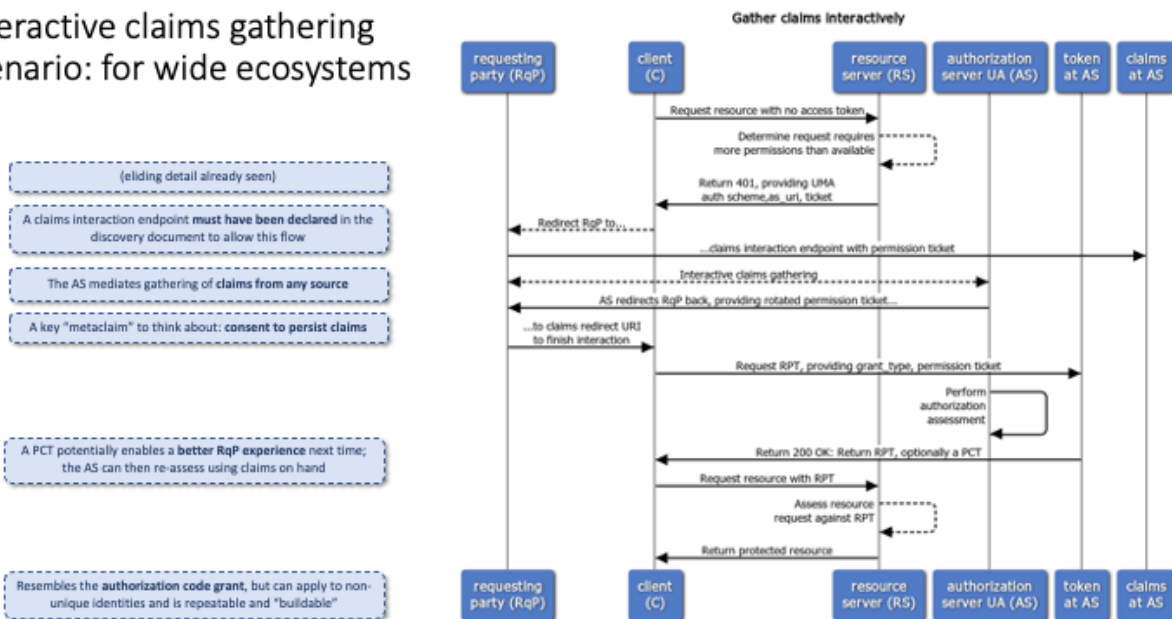 eractive claims gathering
enario: for wide ecosystems
(eliding detail already seen)
A claims interaction endpoint must have been declared in the
discovery document to allow this flow
The AS mediates gathering of claims from any source
A key “metaclaim” to think about: consent to persist claims
A PCT potentially enables a better RqP experience next time;
the AS can then re-assess using claims on hand
Resembles the authorization code grant, but can apply to non-
unique identities and is repeatable and “buildable”
Gather claims interactively
requesting
party (RqP)
client
(C)
resource
server (RS)
authorization
server UA (AS)
token
at AS
claims
at AS
Request resource with no access token
Determine request requires
more permissions than available
Return 401, providing UMA
auth scheme,as_uri, ticket
Redirect RqP to...
...claims interaction endpoint with permission ticket
Interactive claims gathering
AS redirects RqP back, providing rotated permission ticket...
...to claims redirect URI
to finish interaction
Request RPT, providing grant_type, permission ticket
Perform
authorization
assessment
Return 200 OK: Return RPT, optionally a PCT
Request resource with RPT
Assess resource
request against RPT
Return protected resource
requesting
party (RqP)
client
(C)
resource
server (RS)
authorization
server UA (AS)
token
at AS
claims
at AS